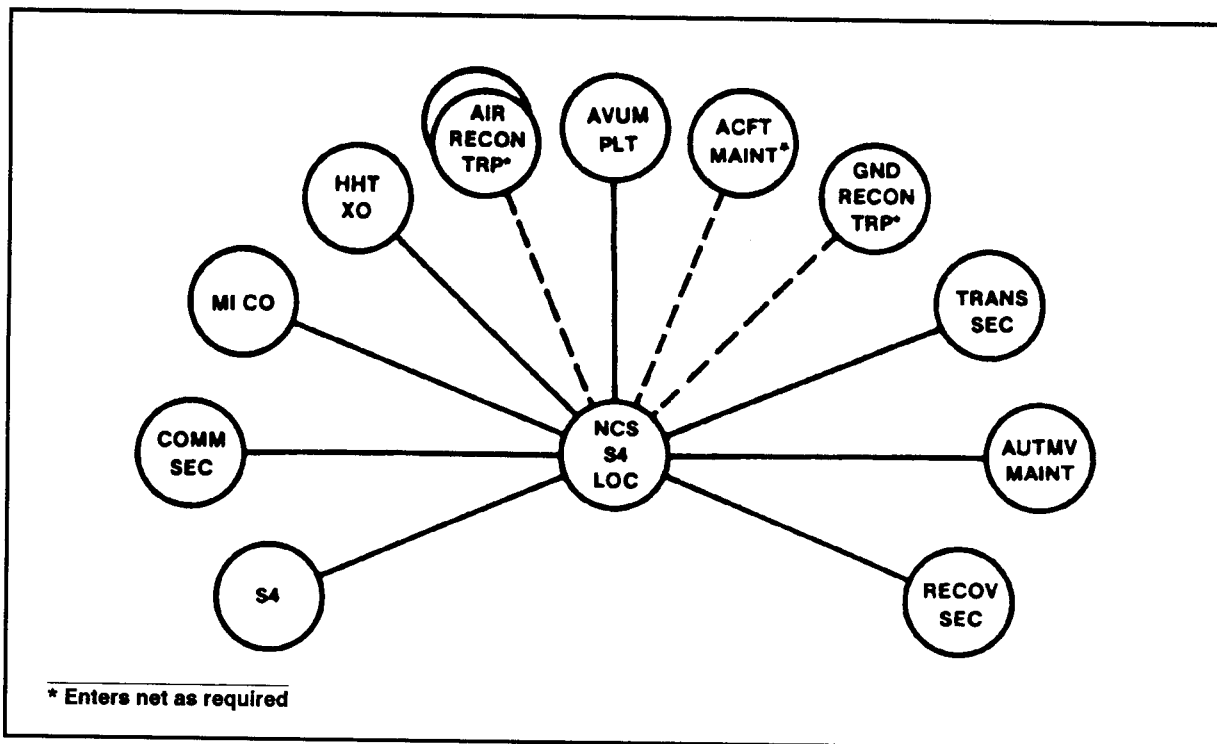 AIR
RECON
TRP*
AVUM
PLT
ACFT
MAINT*
HHT
XO
GND
RECON
TRP*
MI CO
TRANS
SEC
NCS
S4
LOC
COMM
SEC
AUTMV
MAINT
S4
RECOV
SEC
* Enters net as required